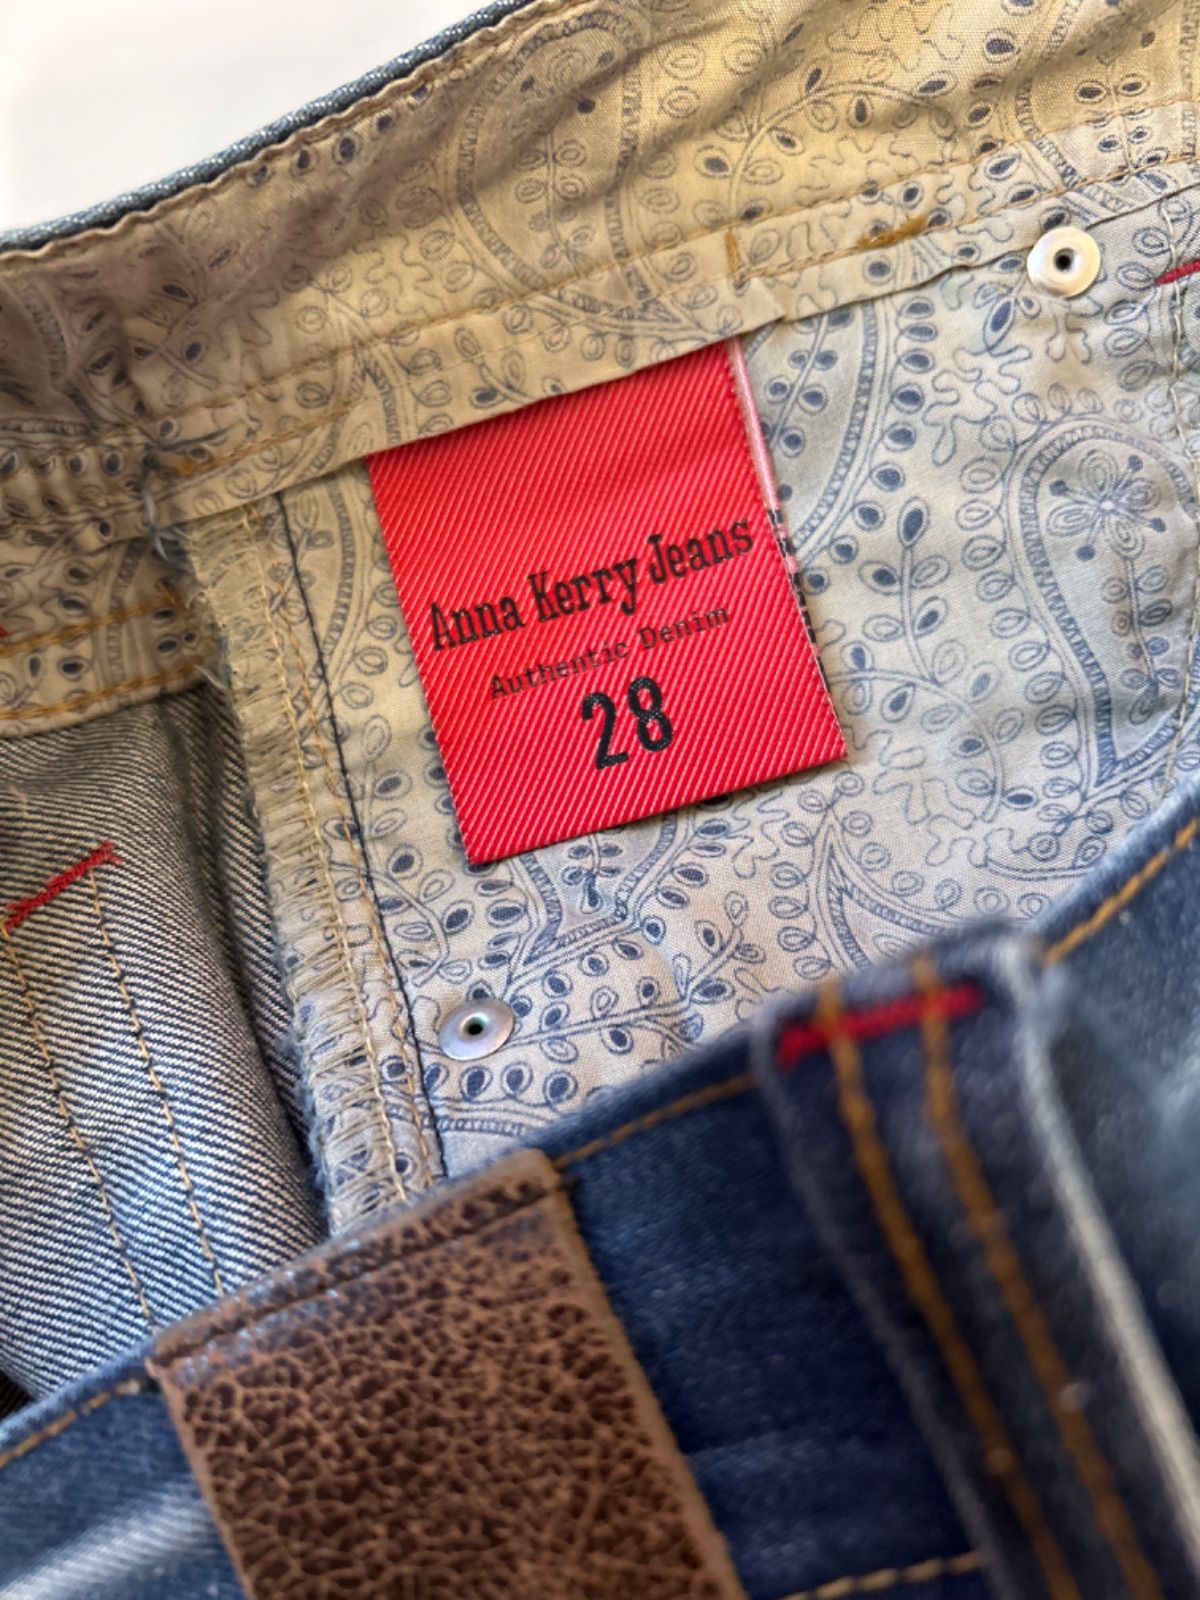 Anna Kerry Jeans
Authentic Denim
28